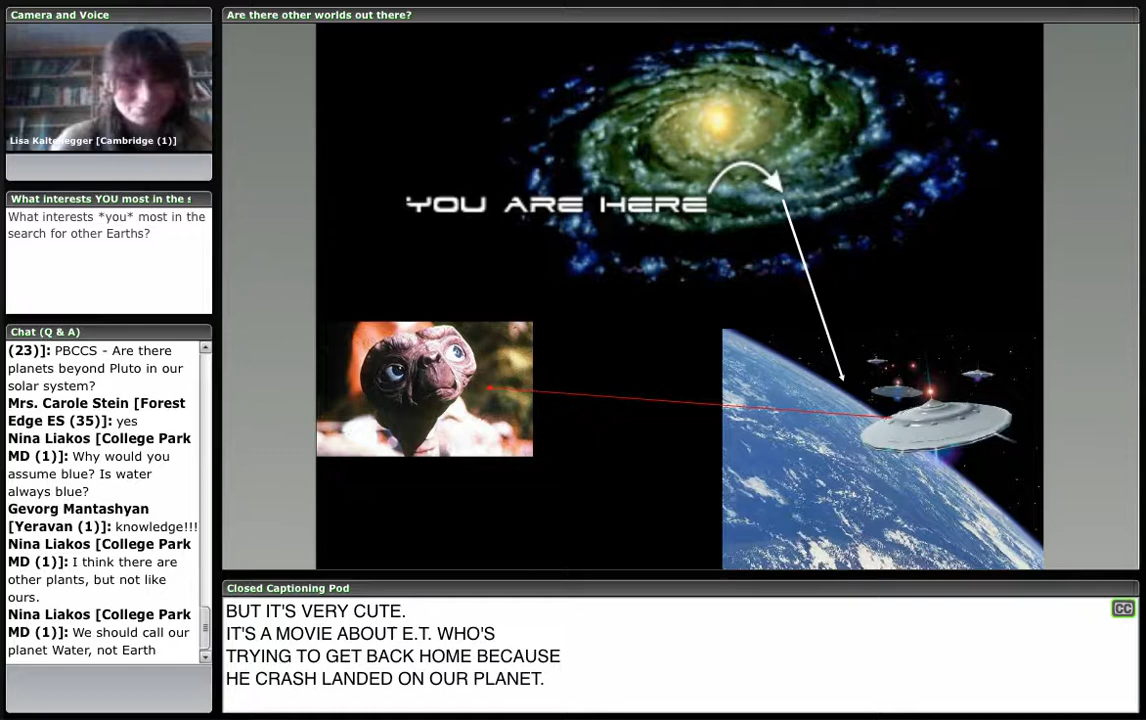 Camera and Voice
Lisa Kaltenegger [Cambridge (1)]
What interests YOU most in the s
What interests *you* most in the
search for other Earths?
Chat (Q & A)
(23)]: PBCCS - Are there
planets beyond Pluto in our
solar system?
Mrs. Carole Stein [Forest
Edge ES (35)]: yes
Nina Liakos [College Park
MD (1)]: Why would you
assume blue? Is water
always blue?
Gevorg Mantashyan
[Yeravan (1)]: knowledge!!!
Nina Liakos [College Park
MD (1)]: I think there are
other plants, but not like
ours.
Nina Liakos [College Park
MD (1)]: We should call our
planet Water, not Earth
Are there other worlds out there?
YOU ARE HERE
Closed Captioning Pod
CC
BUT IT'S VERY CUTE.
IT'S A MOVIE ABOUT E.T. WHO'S
TRYING TO GET BACK HOME BECAUSE
HE CRASH LANDED ON OUR PLANET.